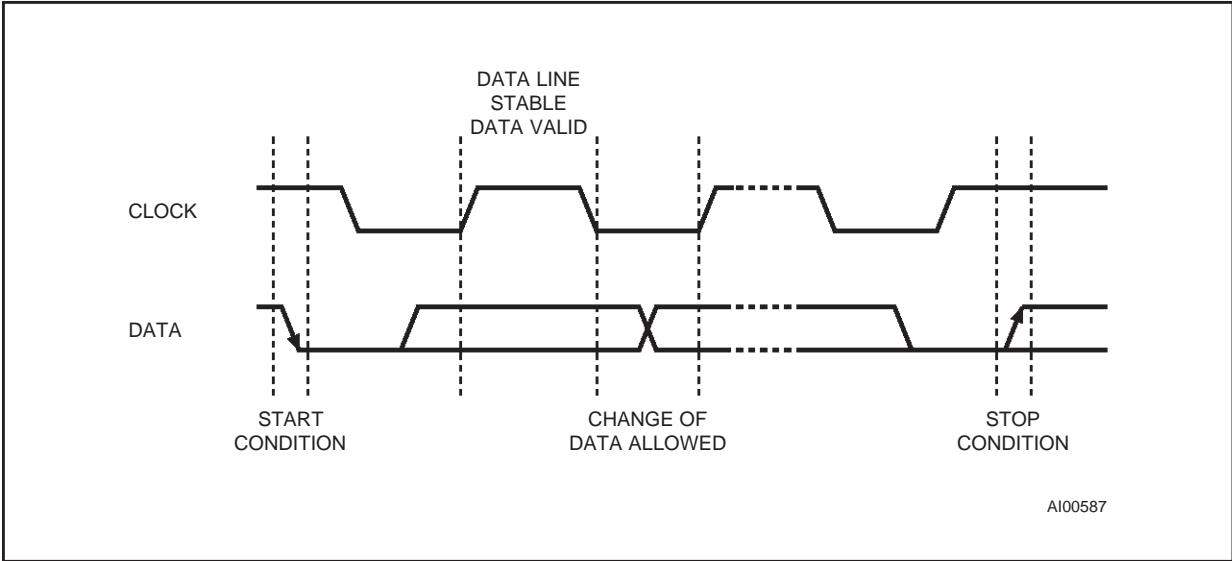 DATA LINE
STABLE
DATA VALID
CLOCK
DATA
START
CONDITION
CHANGE OF
DATA ALLOWED
STOP
CONDITION
AI00587